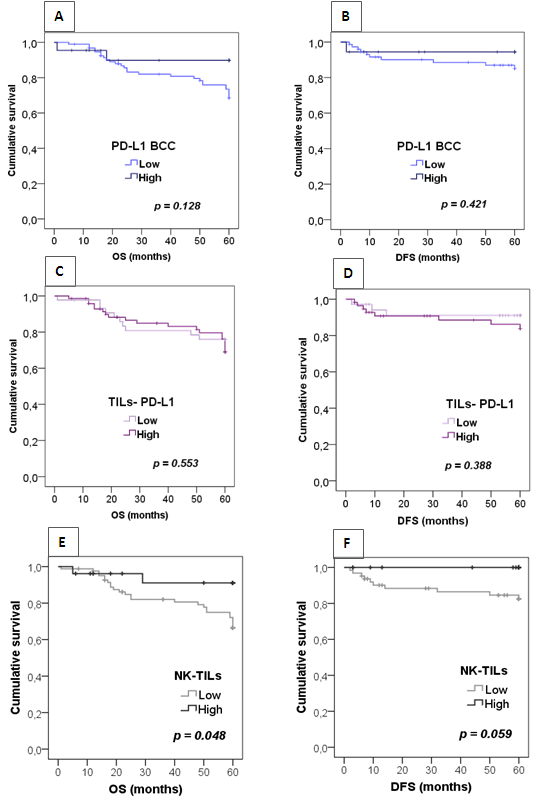 A
Cumulative survival
1,0
0,8
0,6
0,4
0,2
0,0
PD-L1 BCC
Low
High
p = 0.128
0 10 20 30 40 50 60
OS (months)
B
Cumulative survival
1,0
0,8
0,6
0,4
0,2
0,0
PD-L1 BCC
Low
High
p = 0.421
0 10 20 30 40 50 60
DFS (months)
C
Cumulative survival
1,0
0,8
0,6
0,4
0,2
0,0
TILs- PD-L1
Low
High
p = 0.553
0 10 20 30 40 50 60
OS (months)
D
Cumulative survival
1,0
0,8
0,6
0,4
0,2
0,0
TILs- PD-L1
Low
High
p = 0.388
0 10 20 30 40 50 60
DFS (months)
E
Cumulative survival
1,0
0,8
0,6
0,4
0,2
0,0
NK-TILs
Low
High
p = 0.048
0 10 20 30 40 50 60
OS (months)
F
Cumulative survival
1,0
0,8
0,6
0,4
0,2
0,0
NK-TILs
Low
High
p = 0.059
0 10 20 30 40 50 60
DFS (months)